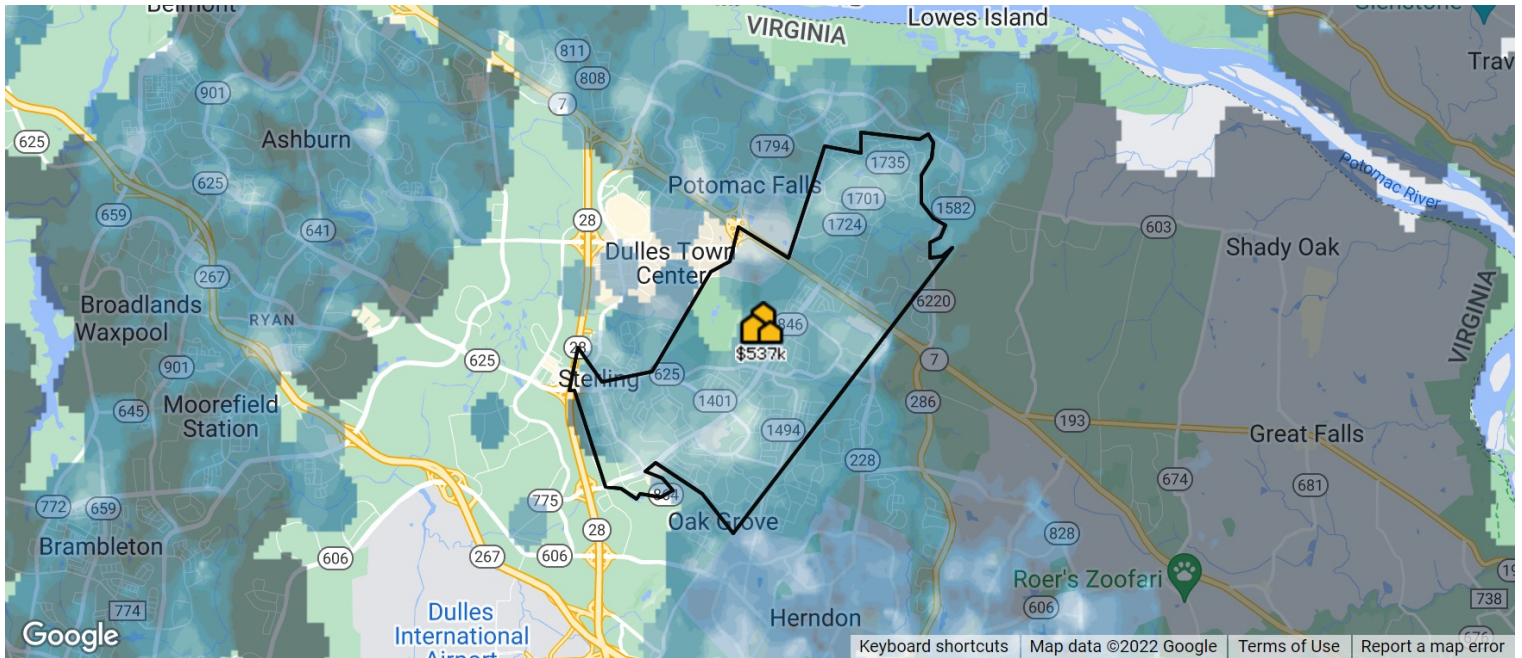 Belmont
Lowes Island
Glenstone
VIRGINIA
811
808
7
901
Trav
Ashburn
625
1794
1735
Potomac River
Potomac Falls
625
1701
659
28
1724
1582
603
641
Shady Oak
Dulles Town
Center
267
Broadlands
Waxpool
RYAN
6220
VIRGINIA
846
$537k
28
625
7
901
Sterling
625
286
1401
645
Moorefield
Station
193
1494
Great Falls
228
674
681
775
864
772
659
Oak Grove
28
828
Brambleton
606
267
606
Roer's Zoofari
774
606
738
Dulles
International
Airport
Herndon
676
Google
Keyboard shortcuts
Map data ©2022 Google
Terms of Use
Report a map error